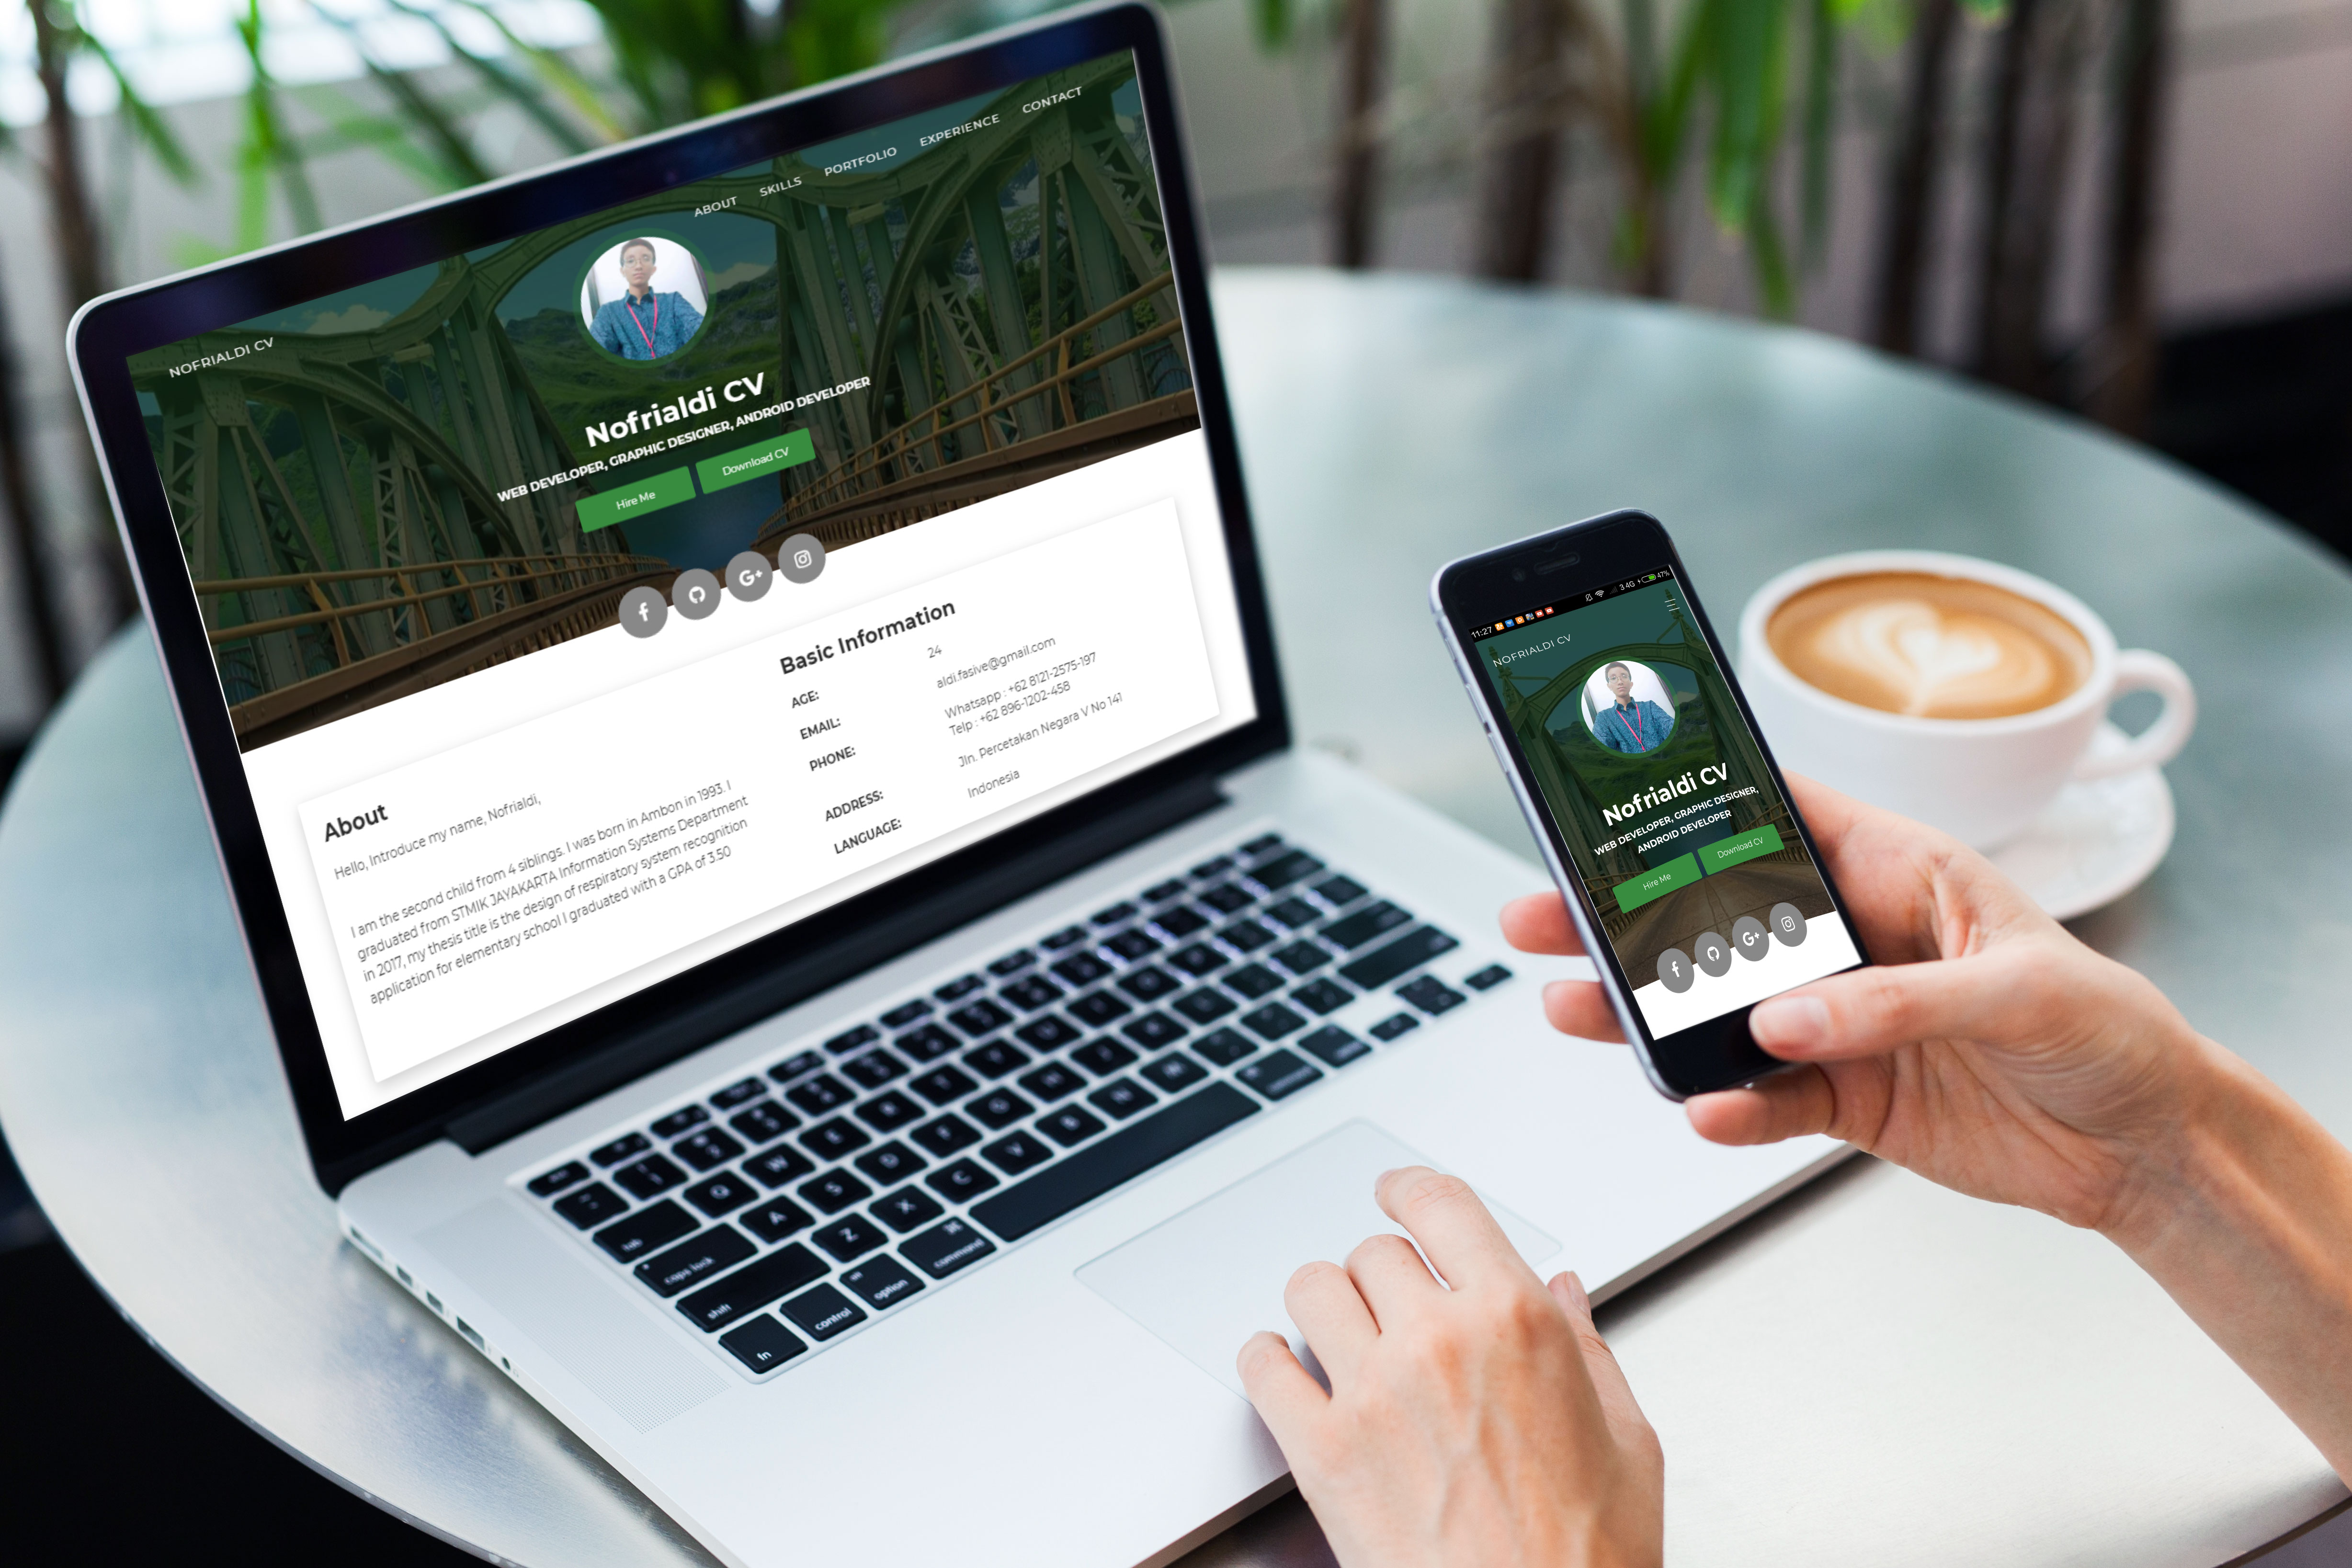 NOFRIALDI CV
ABOUT SKILLS PORTFOLIO EXPERIENCE CONTACT
Nofrialdi CV
WEB DEVELOPER, GRAPHIC DESIGNER, ANDROID DEVELOPER
Hire Me Download CV
f G+
About
Hello, Introduce my name, Nofrialdi,
I am the second child from 4 siblings. I was born in Ambon in 1993. I
graduated from STMIK JAYAKARTA Information Systems Department
in 2017, my thesis title is the design of respiratory system recognition
application for elementary school I graduated with a GPA of 3.50
Basic Information
AGE: 24
EMAIL: aldi.fasive@gmail.com
PHONE: Whatsapp : +62 8121-2575-197
Telp : +62 896-1202-458
ADDRESS: Jln. Percetakan Negara V No 141
LANGUAGE: Indonesia
11:27 3.4G 47%
NOFRIALDI CV
Nofrialdi CV
WEB DEVELOPER, GRAPHIC DESIGNER,
ANDROID DEVELOPER
Hire Me Download CV
f G+
tab
caps lock A
shift Z X
fn control alt option command